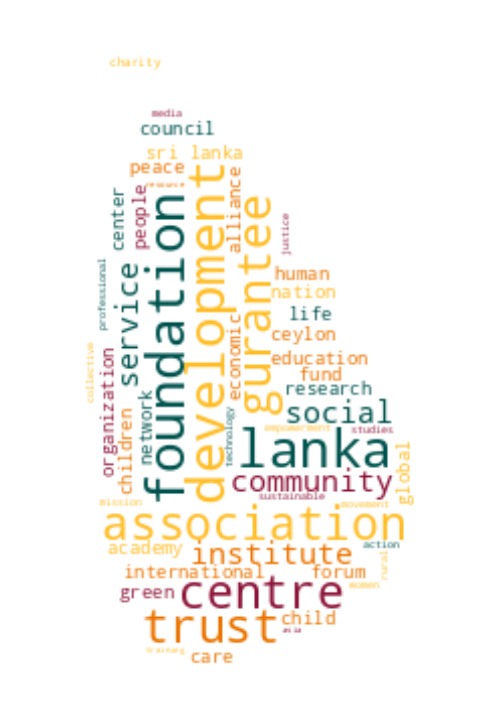 charity
media
council
sri lanka
peace
resource
people
center
alliance
development
foundation
gurantee
justice
human
nation
professional
service
life
ceylon
economic
education
fund
research
collective
organization
network
children
social
technology
empowerment
studies
lanka
global
community
sustainable
mission
movement
association
academy
institute
action
international
forum
rural
women
green
centre
trust
child
asia
training
care